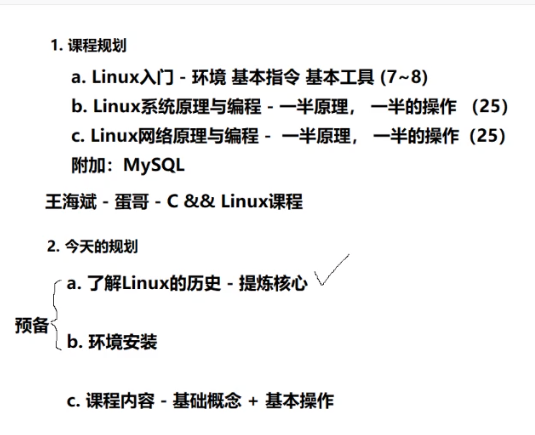 1. 课程规划
a. Linux入门 - 环境 基本指令 基本工具 (7~8)
b. Linux系统原理与编程 - 一半原理， 一半的操作 （25）
c. Linux网络原理与编程 - 一半原理， 一半的操作（25）
附加：MySQL
王海斌 - 蛋哥 - C && Linux课程
2. 今天的规划
a. 了解Linux的历史 - 提炼核心
预备
b. 环境安装
c. 课程内容 - 基础概念 + 基本操作